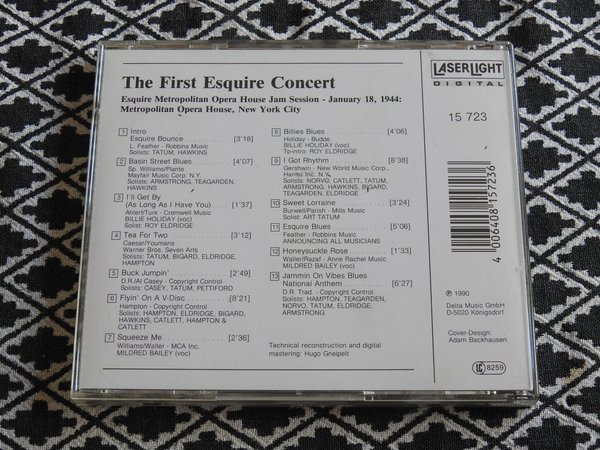 The First Esquire Concert
Esquire Metropolitan Opera House Jam Session - January 18, 1944:
Metropolitan Opera House, New York City
1 Intro
Esquire Bounce [3'18]
L. Feather - Robbins Music
Solists: TATUM, HAWKINS
2 Basin Street Blues [4'07]
Sp. Williams/Plante
Mayfair Music Corp. N.Y.
Solists: ARMSTRONG, TEAGARDEN,
HAWKINS
3 I'll Get By
(As Long As I Have You) [1'37]
Ahlert/Turk - Cromwell Music
BILLIE HOLIDAY (voc)
Solist: ROY ELDRIDGE
4 Tea For Two [3'12]
Caesar/Youmans
Warner Bros. Seven Arts
Solists: TATUM, BIGARD, ELDRIDGE,
HAMPTON
5 Buck Jumpin' [2'49]
D.R./Al Casey - Copyright Control
Solists: CASEY, TATUM, PETTIFORD
6 Flyin' On A V-Disc [8'21]
Hampton - Copyright Control
Solists: HAMPTON, ELDRIDGE, BIGARD,
HAWKINS, CATLETT, HAMPTON &
CATLETT
7 Squeeze Me [2'36]
Williams/Waller - MCA Inc.
MILDRED BAILEY (voc)
8 Billies Blues [4'06]
Holiday - Budde
BILLIE HOLIDAY (voc)
Tp-intro: ROY ELDRIDGE
9 I Got Rhythm [8'38]
Gershwin - New World Music Corp.,
Harms Inc. N.Y.
Solists: NORVO, CATLETT, TATUM,
ARMSTRONG, HAWKINS, BIGARD,
TEAGARDEN, ELDRIDGE
10 Sweet Lorraine [3'24]
Burwell/Parish - Mills Music
Solist: ART TATUM
11 Esquire Blues [5'06]
Feather - Robbins Music
ANNOUNCING ALL MUSICIANS
12 Honeysuckle Rose [1'33]
Waller/Razaf - Anne Rachel Music
MILDRED BAILEY (voc)
13 Jammin On Vibes Blues
National Anthem [6'27]
D.R. Trad. - Copyright Control
Solists: HAMPTON, TEAGARDEN,
NORVO, TATUM, ELDRIDGE,
ARMSTRONG
Technical reconstruction and digital
mastering: Hugo Gneipelt
LASERLIGHT
DIGITAL
15 723
4 006408 157236
℗ 1990
Delta Music GmbH
D-5020 Königsdorf
Cover-Design:
Adam Backhausen
LC 8259